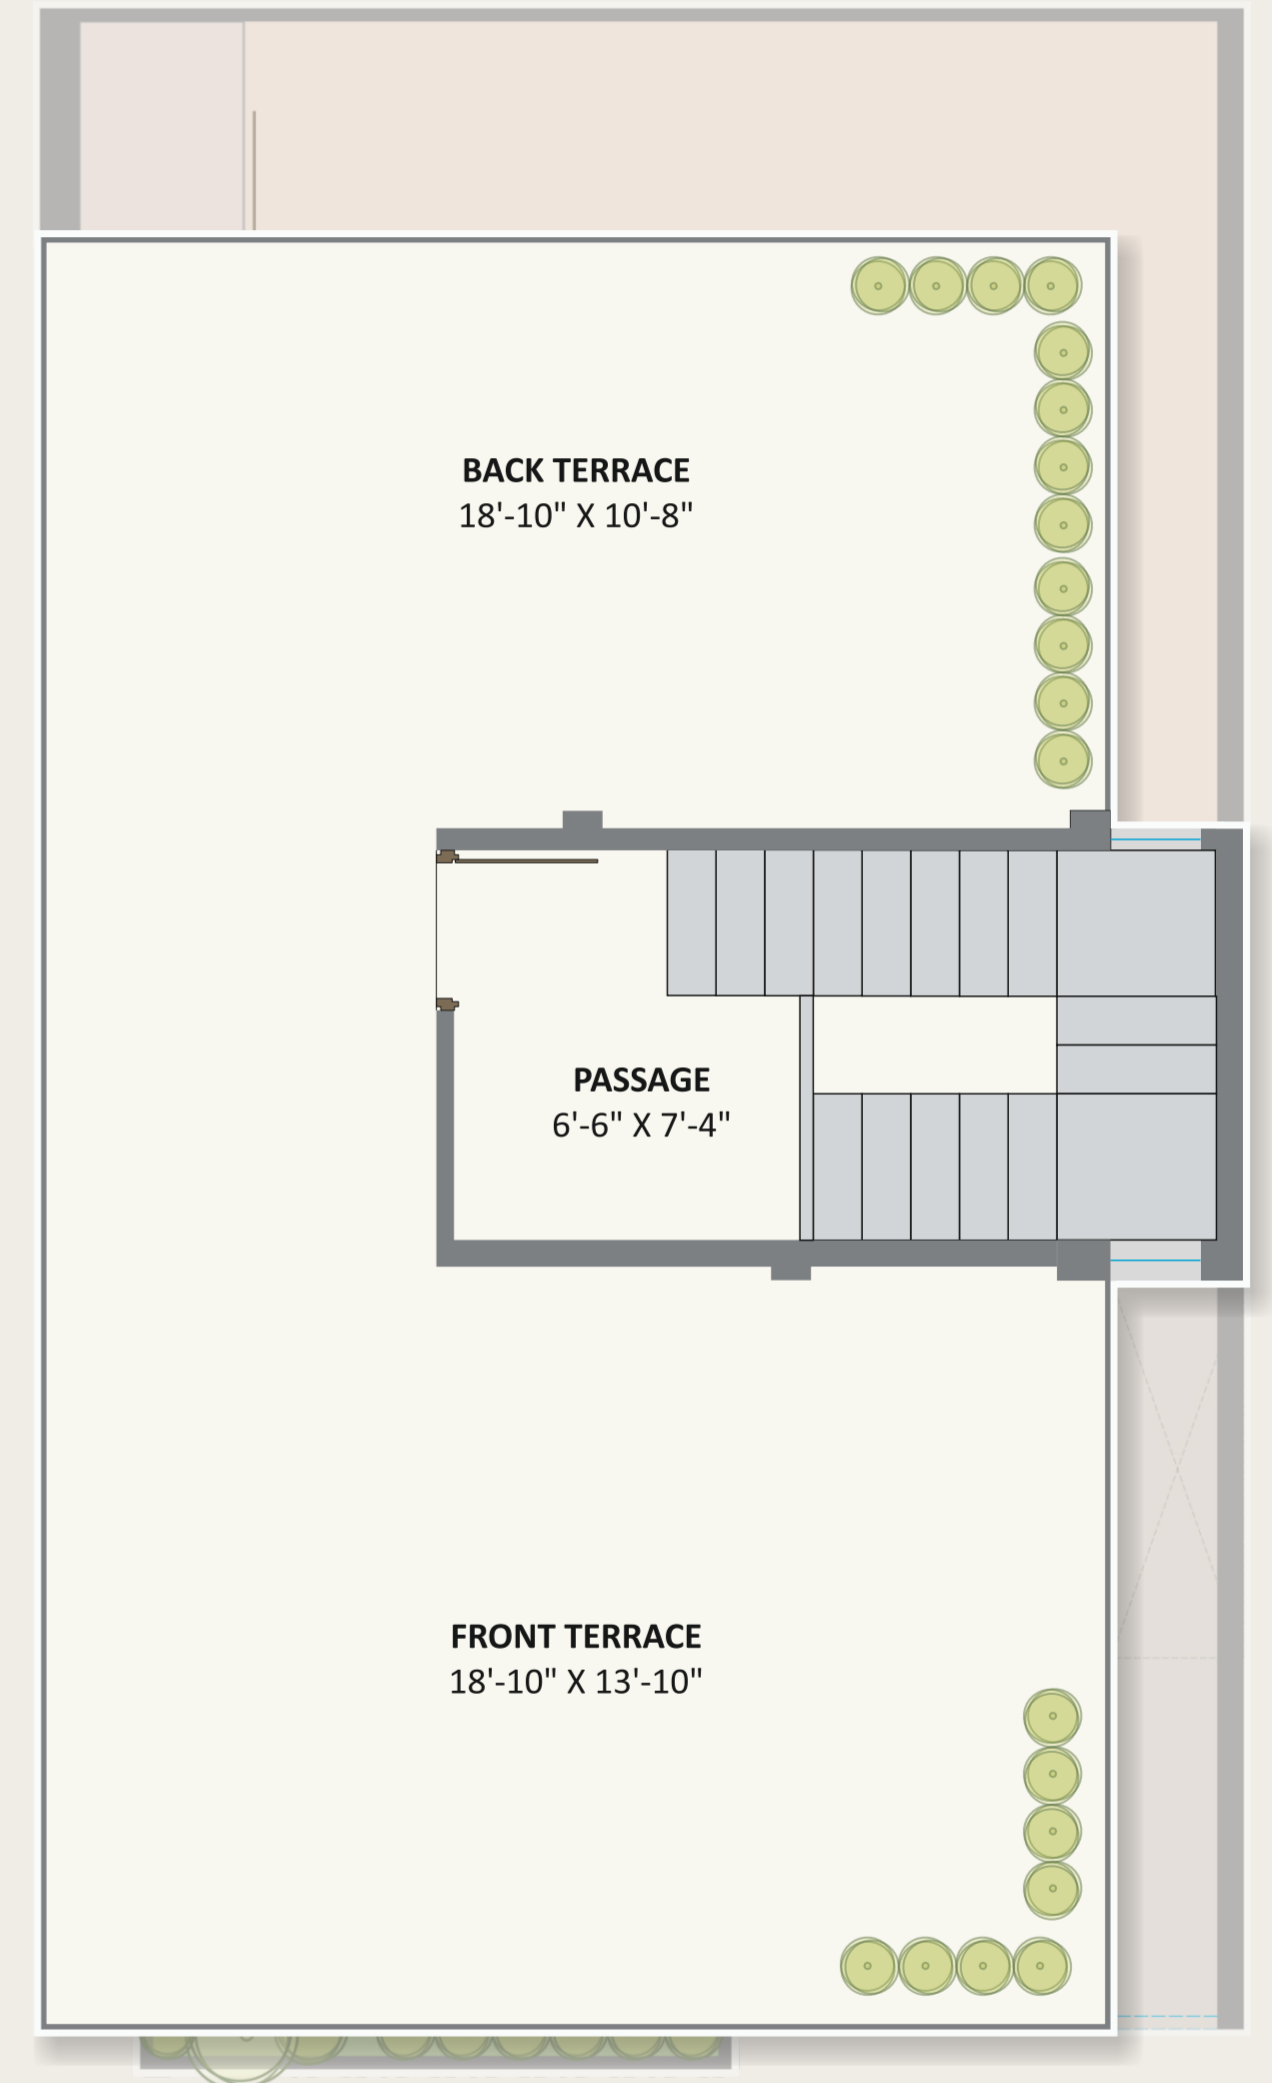 BACK TERRACE
18'-10" X 10'-8"
PASSAGE
6'-6" X 7'-4"
FRONT TERRACE
18'-10" X 13'-10"